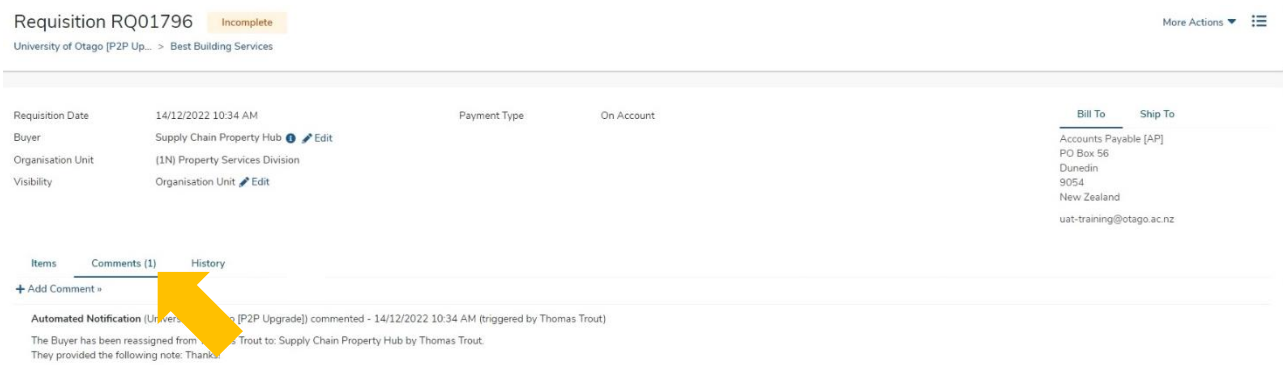 Requisition RQ01796 Incomplete More Actions
University of Otago [P2P Up... > Best Building Services
Requisition Date 14/12/2022 10:34 AM Payment Type On Account Bill To Ship To
Buyer Supply Chain Property Hub Edit
Organisation Unit (1N) Property Services Division
Visibility Organisation Unit Edit
Accounts Payable [AP]
PO Box 56
Dunedin
9054
New Zealand
uat-training@otago.ac.nz
Items Comments (1) History
+ Add Comment »
Automated Notification [P2P Upgrade]) commented - 14/12/2022 10:34 AM (triggered by Thomas Trout)
The Buyer has been reassigned from Trout to: Supply Chain Property Hub by Thomas Trout.
They provided the following note: